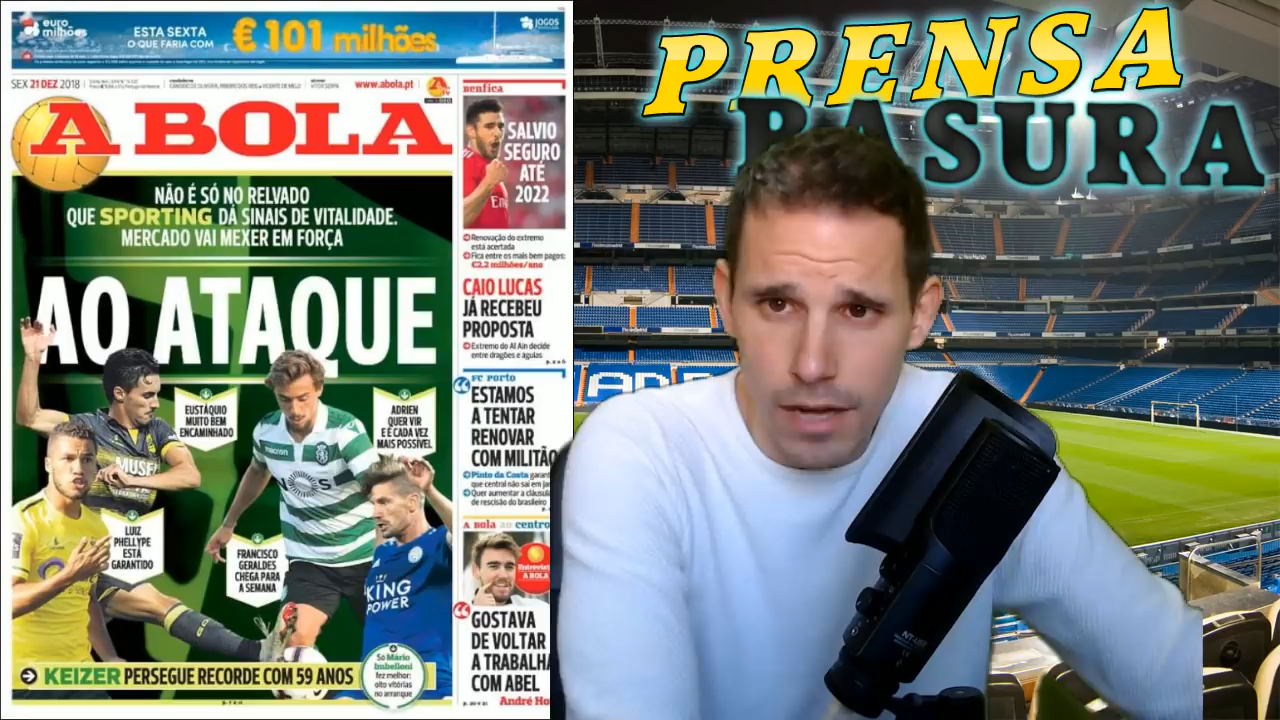 euro
milhões
ESTA SEXTA
O QUE FARIA COM
€ 101 milhões
JOGOS
SEX 21 DEZ 2018
www.abola.pt
A BOLA
NÃO É SÓ NO RELVADO
QUE SPORTING DÁ SINAIS DE VITALIDADE.
MERCADO VAI MEXER EM FORÇA
AO ATAQUE
EUSTÁQUIO
MUITO BEM
ENCAMINHADO
ADRIEN
QUER VIR
E É CADA VEZ
MAIS POSSÍVEL
MUSEU
macron
NOS
LUIZ
PHELLYPE
ESTÁ
GARANTIDO
FRANCISCO
GERALDES
CHEGA PARA
A SEMANA
KING
POWER
KEIZER PERSEGUE RECORDE COM 59 ANOS
Só Mário
Imbelloni
fez melhor:
oito vitórias
no arranque
Benfica
SALVIO
SEGURO
ATÉ
2022
Renovação do extremo
está acertada
Fica entre os mais bem pagos:
€2,2 milhões/ano
CAIO LUCAS
JÁ RECEBEU
PROPOSTA
Extremo do Al Ain decide
entre dragões e águias
FC PORTO
ESTAMOS
A TENTAR
RENOVAR
COM MILITÃO
Pinto da Costa
que central não sai em
Quer aumentar a cláusula
de rescisão do brasileiro
A Bola ao centro
Entrevista
A BOLA
GOSTAVA
DE VOLTAR
A TRABALHA
COM ABEL
André Ho
PRENSA
BASURA